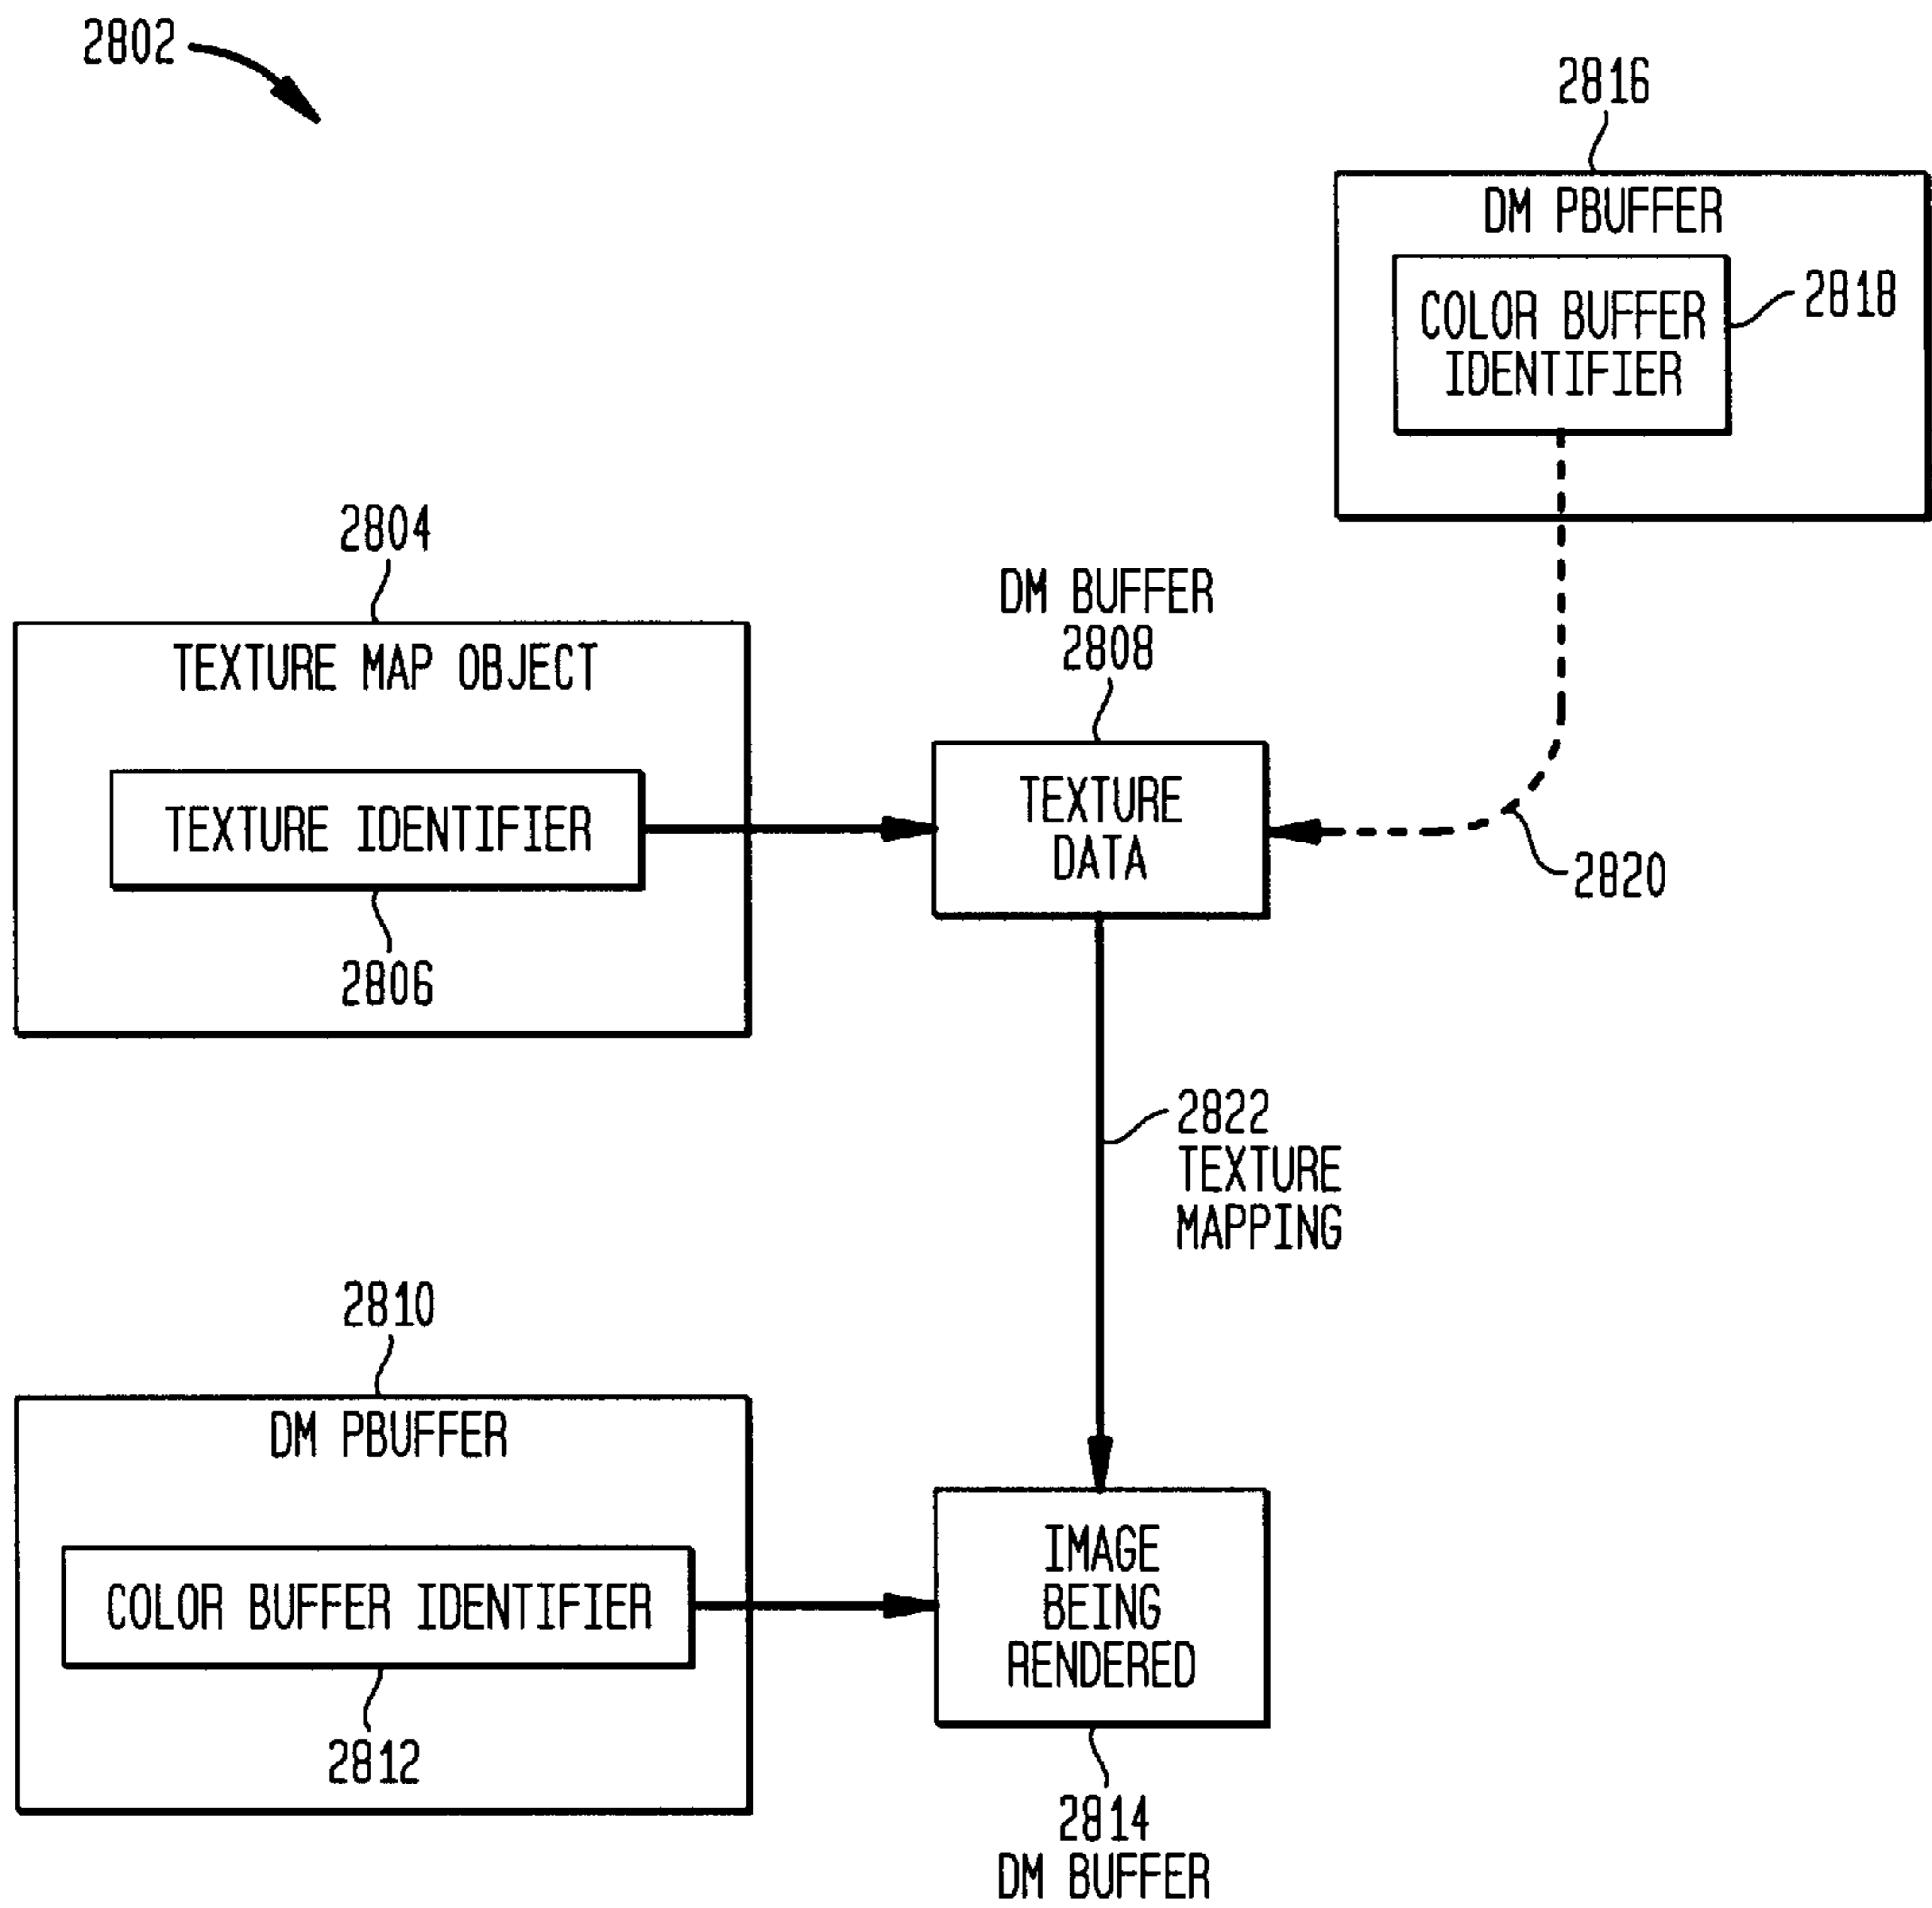 2802
2816
DM PBUFFER
COLOR BUFFER
IDENTIFIER
2818
2804
TEXTURE MAP OBJECT
TEXTURE IDENTIFIER
2806
DM BUFFER
2808
TEXTURE
DATA
2820
2822
TEXTURE
MAPPING
2810
DM PBUFFER
COLOR BUFFER IDENTIFIER
2812
IMAGE
BEING
RENDERED
2814
DM BUFFER